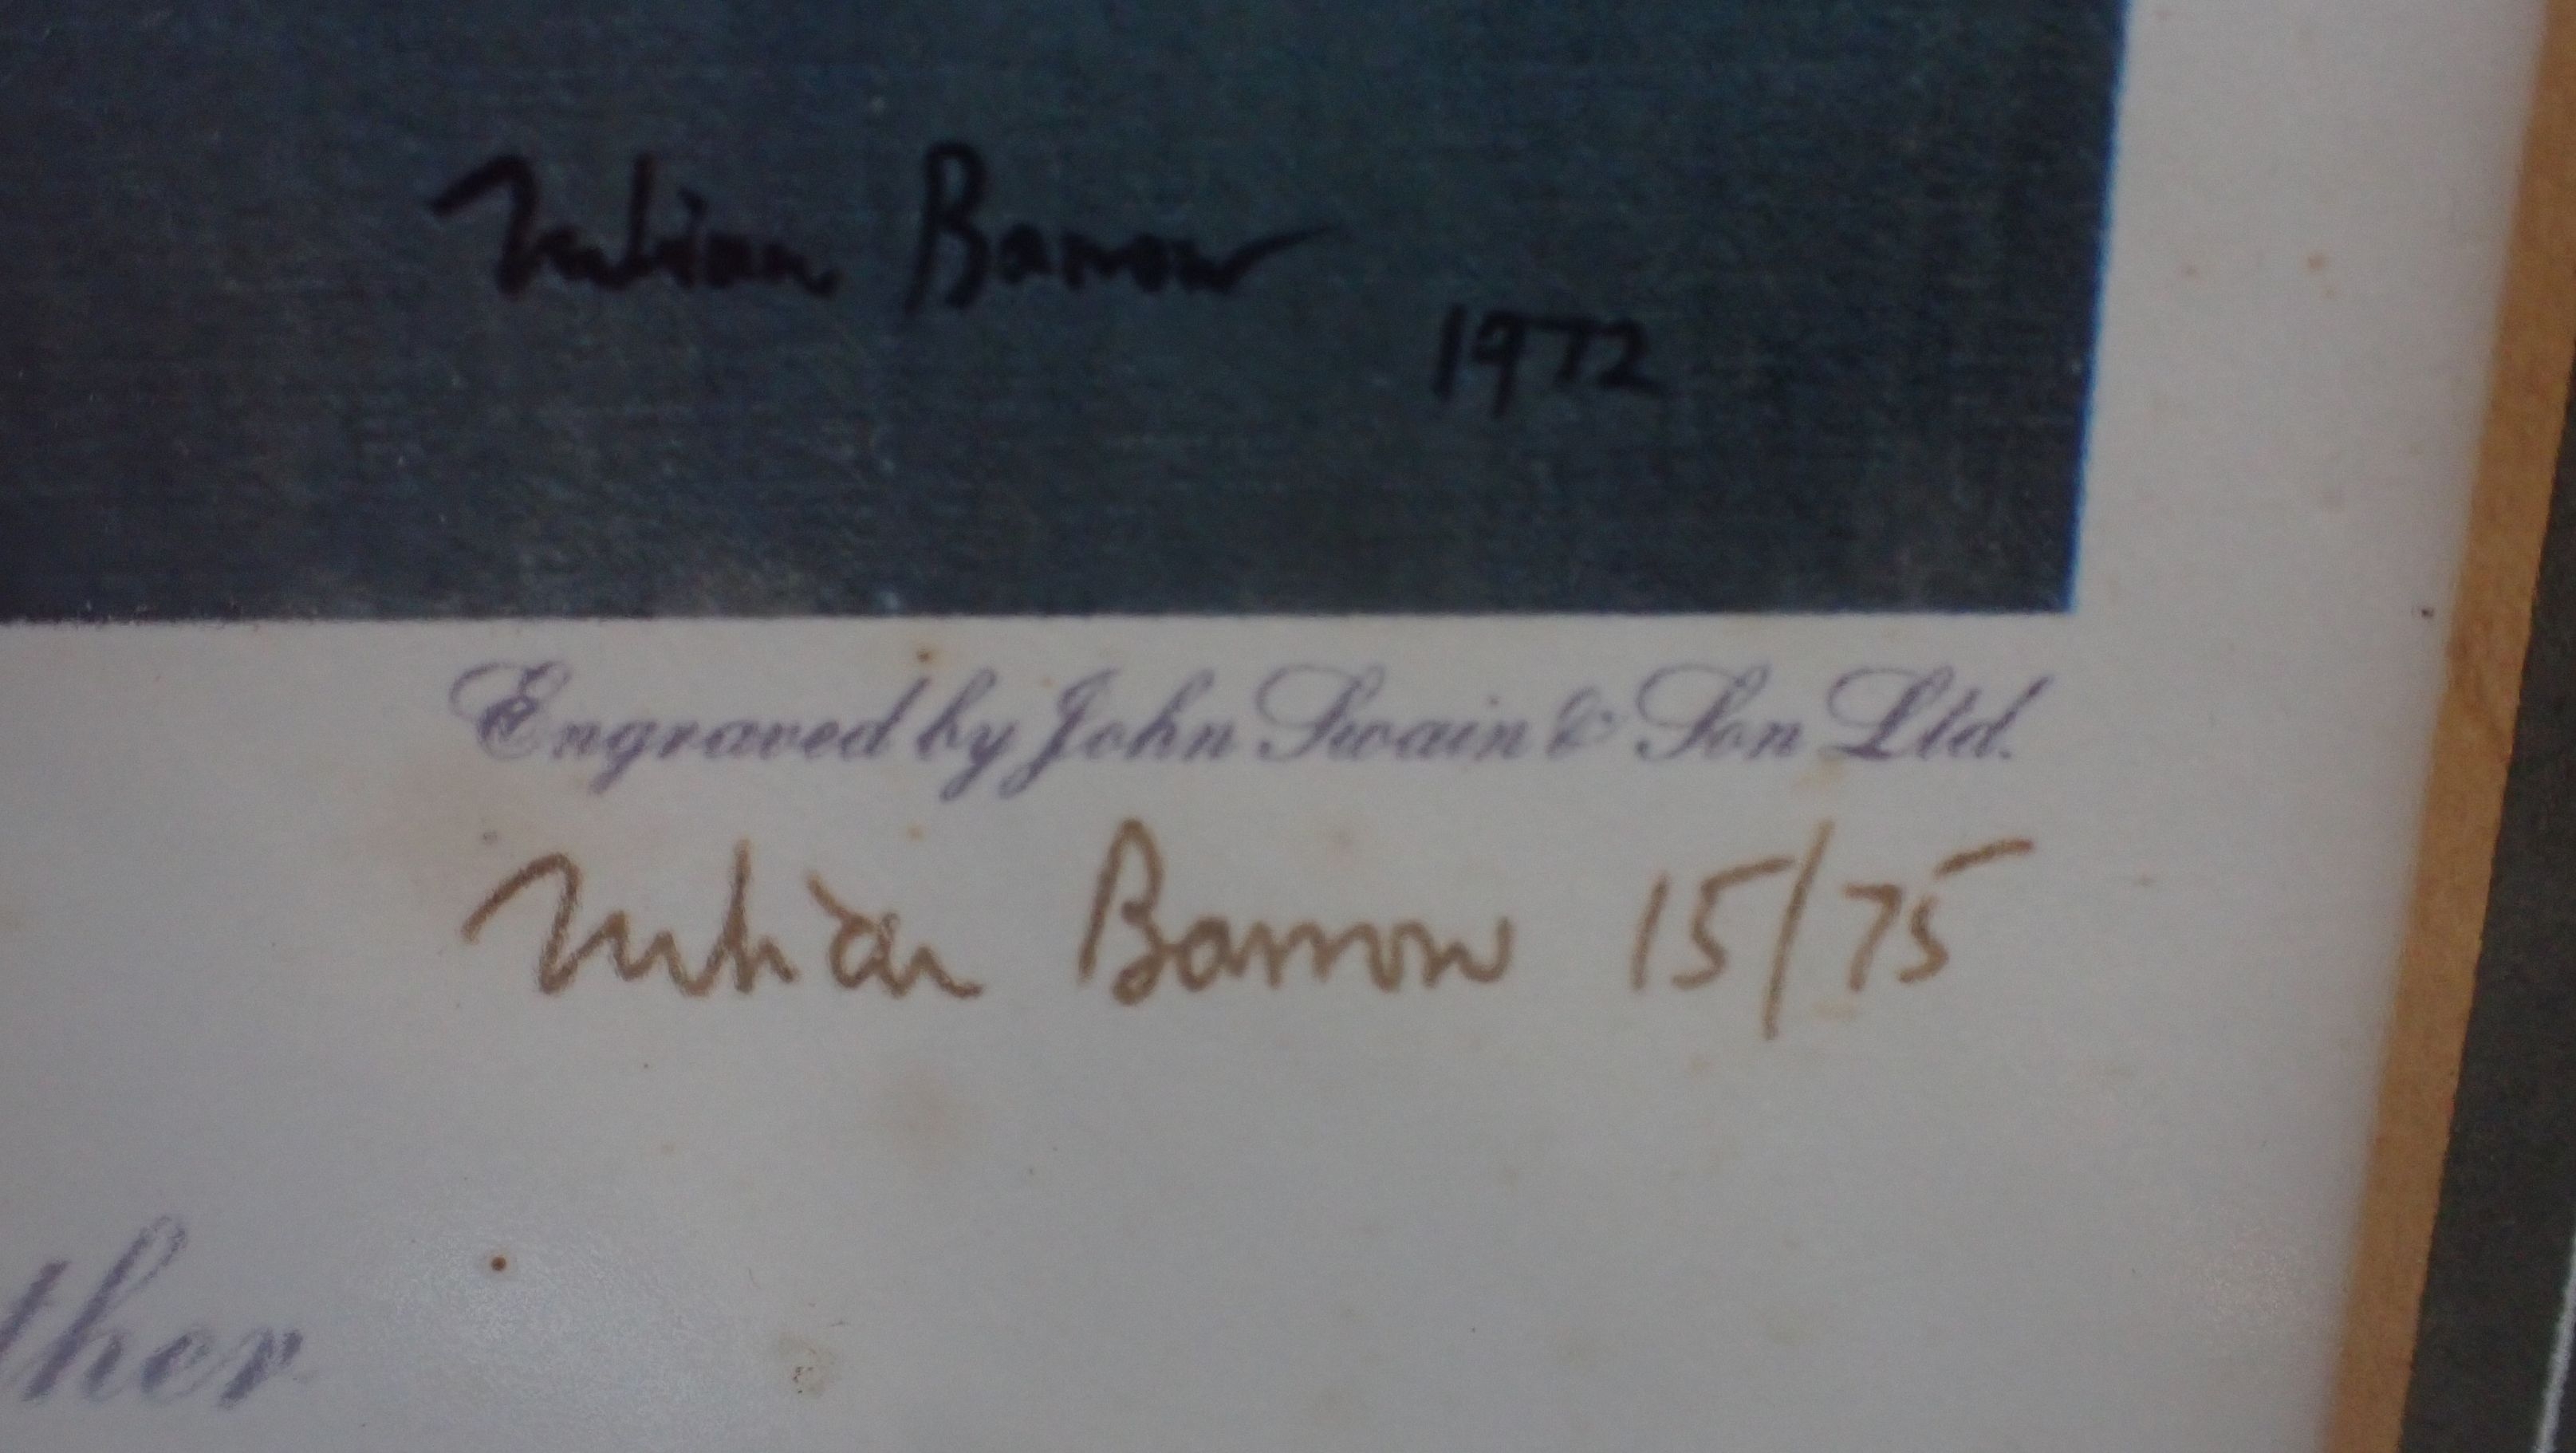 Julian Barrow
1972
Engraved by John Swain & Son Ltd.
Julian Barrow 15/75
ther